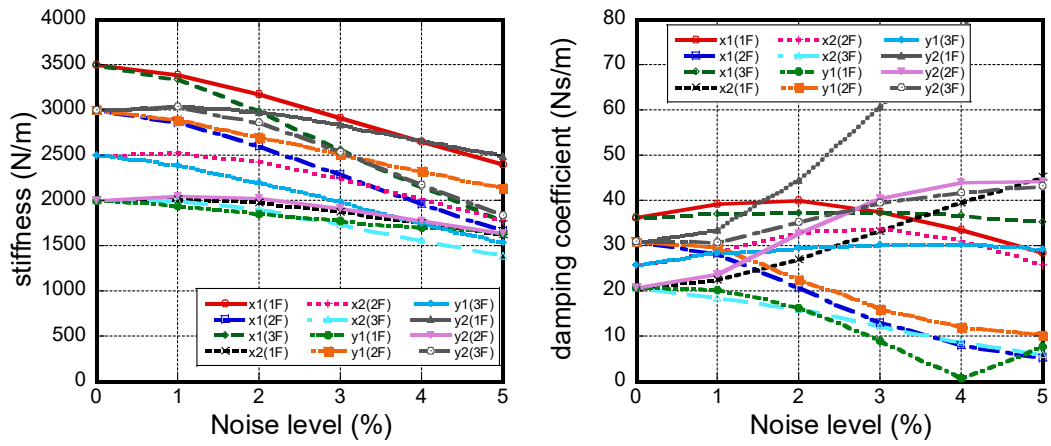 4000
3500
3000
2500
2000
1500
1000
500
0
stiffness (N/m)
x1(1F) x2(2F) y1(3F)
x1(2F) x2(3F) y2(1F)
x1(3F) y1(1F) y2(2F)
x2(1F) y1(2F) y2(3F)
0 1 2 3 4 5
Noise level (%)
80
70
60
50
40
30
20
10
0
damping coefficient (Ns/m)
x1(1F) x2(2F) y1(3F)
x1(2F) x2(3F) y2(1F)
x1(3F) y1(1F) y2(2F)
x2(1F) y1(2F) y2(3F)
0 1 2 3 4 5
Noise level (%)